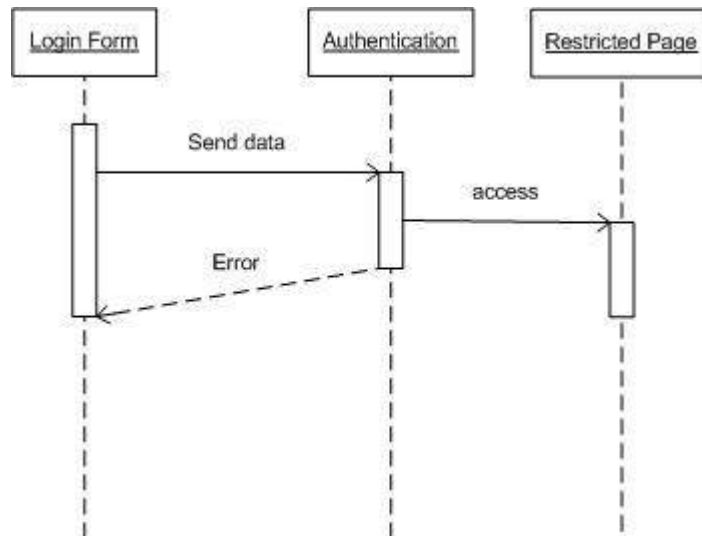 Login Form
Authentication
Restricted Page
Send data
access
Error